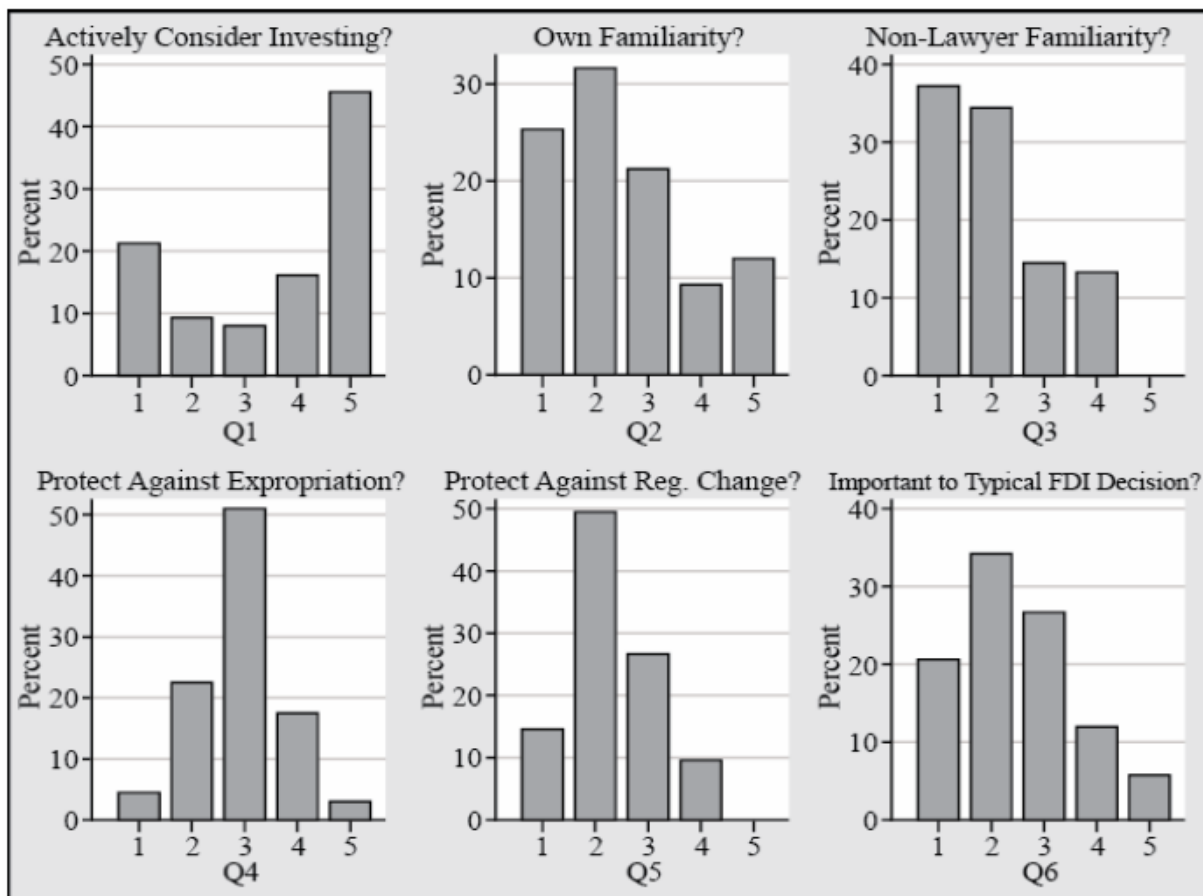 Actively Consider Investing?
50
40
30
20
10
0
Percent
1 2 3 4 5
Q1
Own Familiarity?
30
20
10
0
Percent
1 2 3 4 5
Q2
Non-Lawyer Familiarity?
40
30
20
10
0
Percent
1 2 3 4 5
Q3
Protect Against Expropriation?
50
40
30
20
10
0
Percent
1 2 3 4 5
Q4
Protect Against Reg. Change?
50
40
30
20
10
0
Percent
1 2 3 4 5
Q5
Important to Typical FDI Decision?
40
30
20
10
0
Percent
1 2 3 4 5
Q6